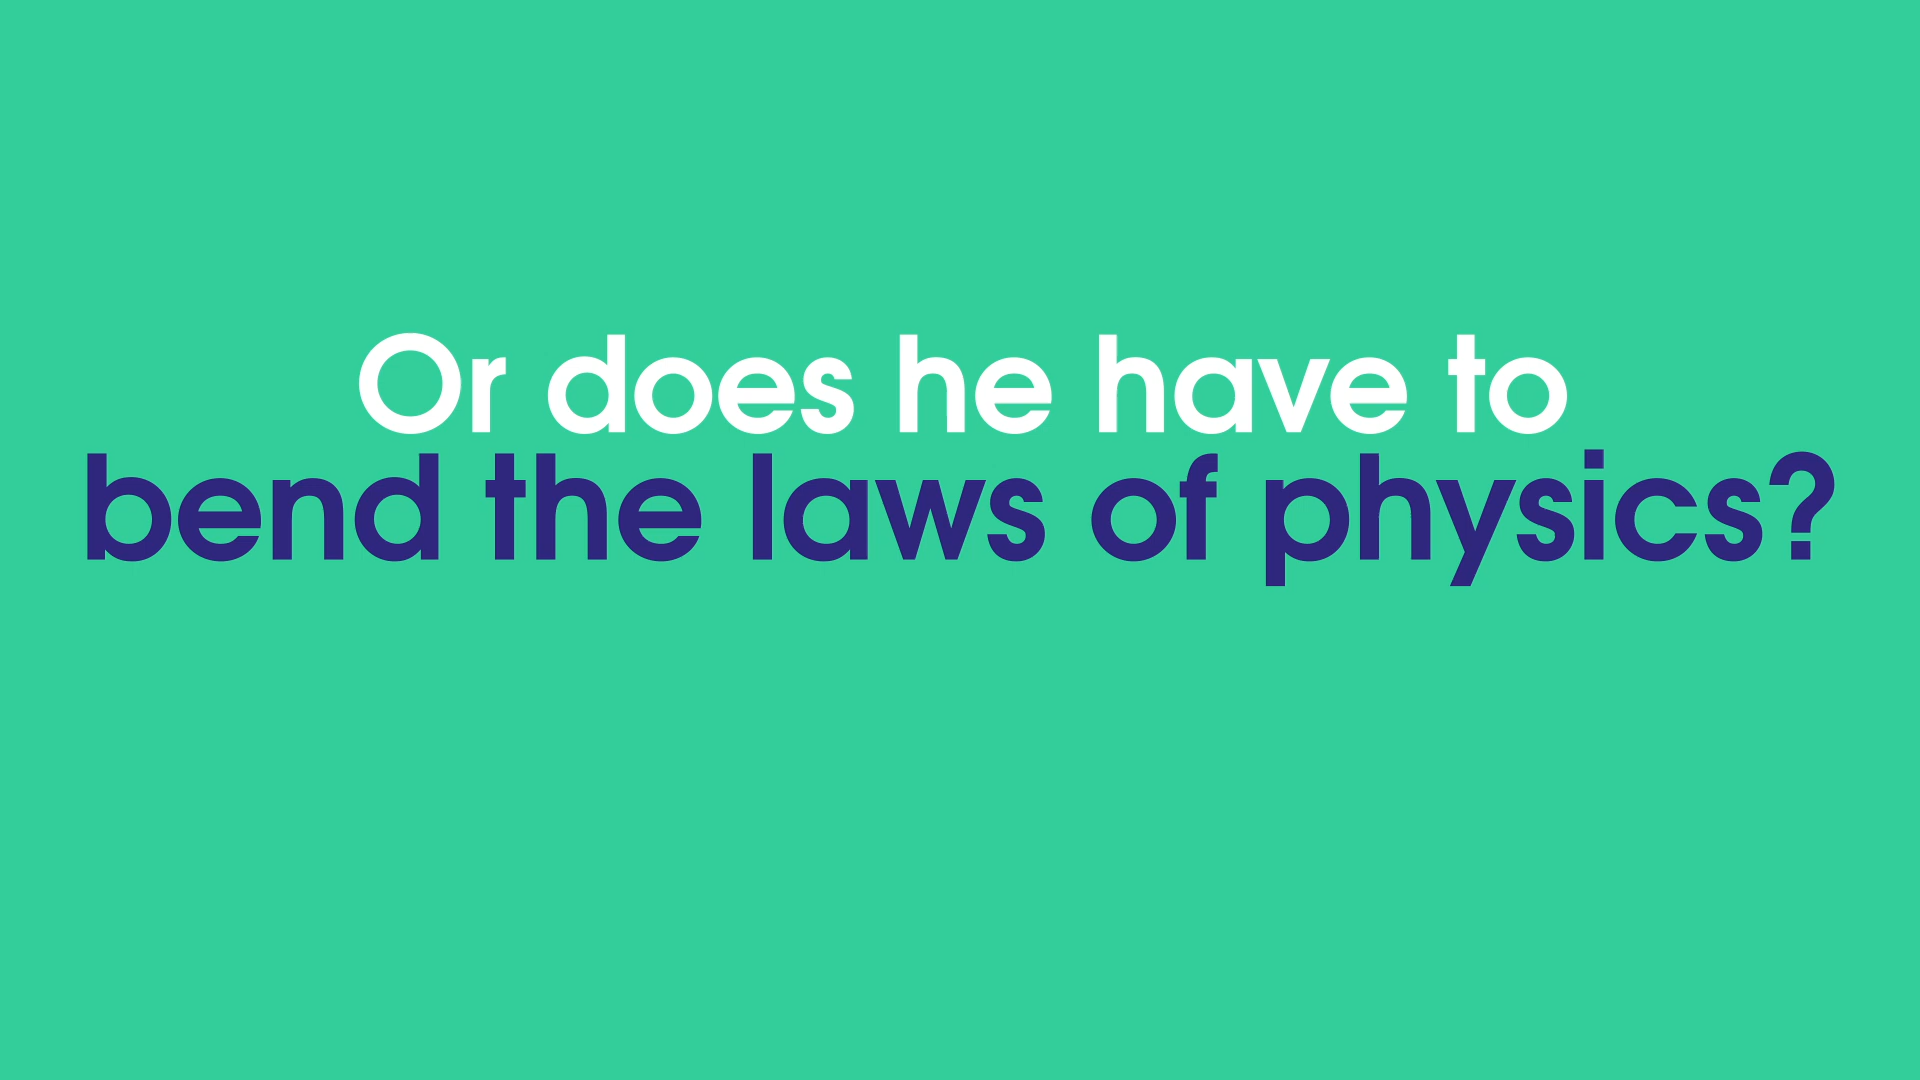 Or does he have to
bend the laws of physics?